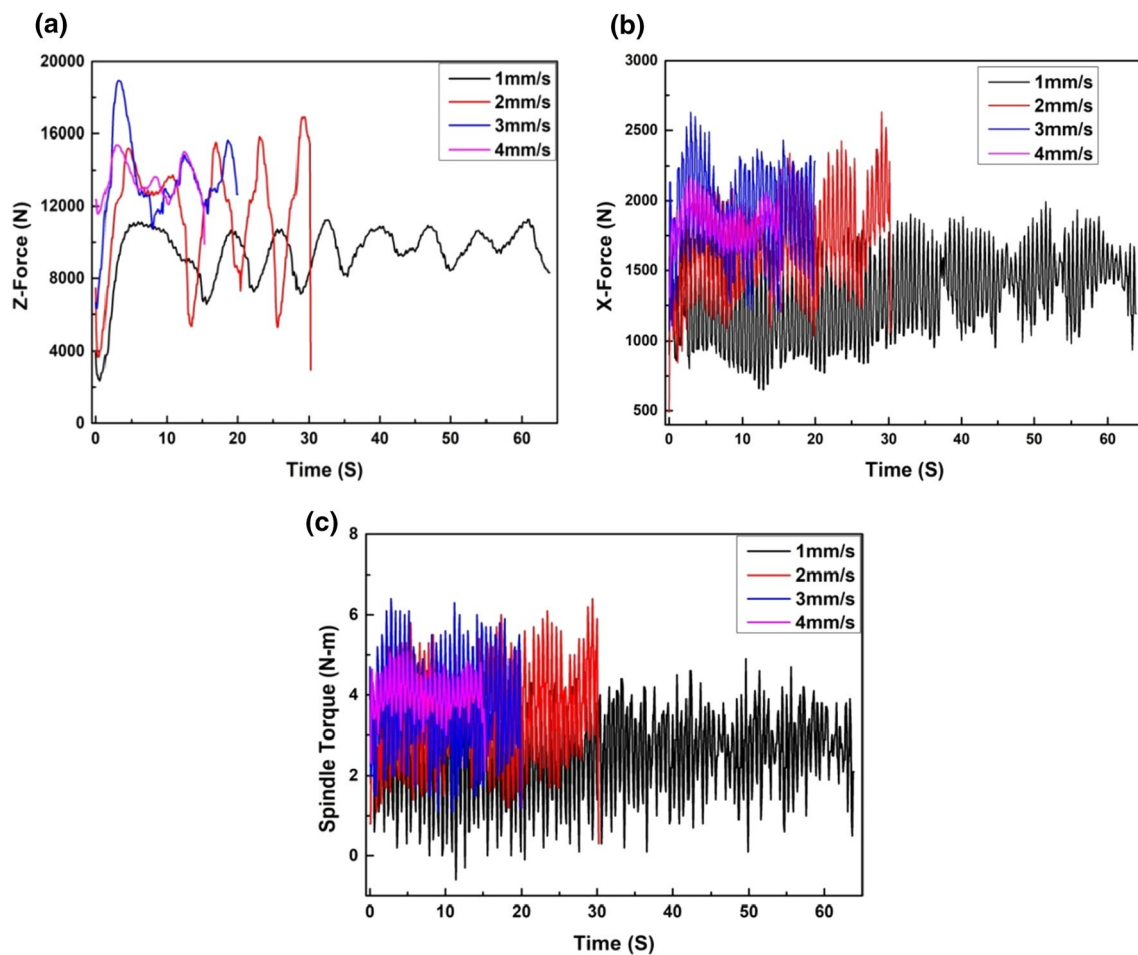 (a)
20000
16000
12000
8000
4000
0
Z-Force (N)
1mm/s
2mm/s
3mm/s
4mm/s
0 10 20 30 40 50 60
Time (S)
(b)
3000
2500
2000
1500
1000
500
X-Force (N)
1mm/s
2mm/s
3mm/s
4mm/s
0 10 20 30 40 50 60
Time (S)
(c)
8
6
4
2
0
Spindle Torque (N-m)
1mm/s
2mm/s
3mm/s
4mm/s
0 10 20 30 40 50 60
Time (S)